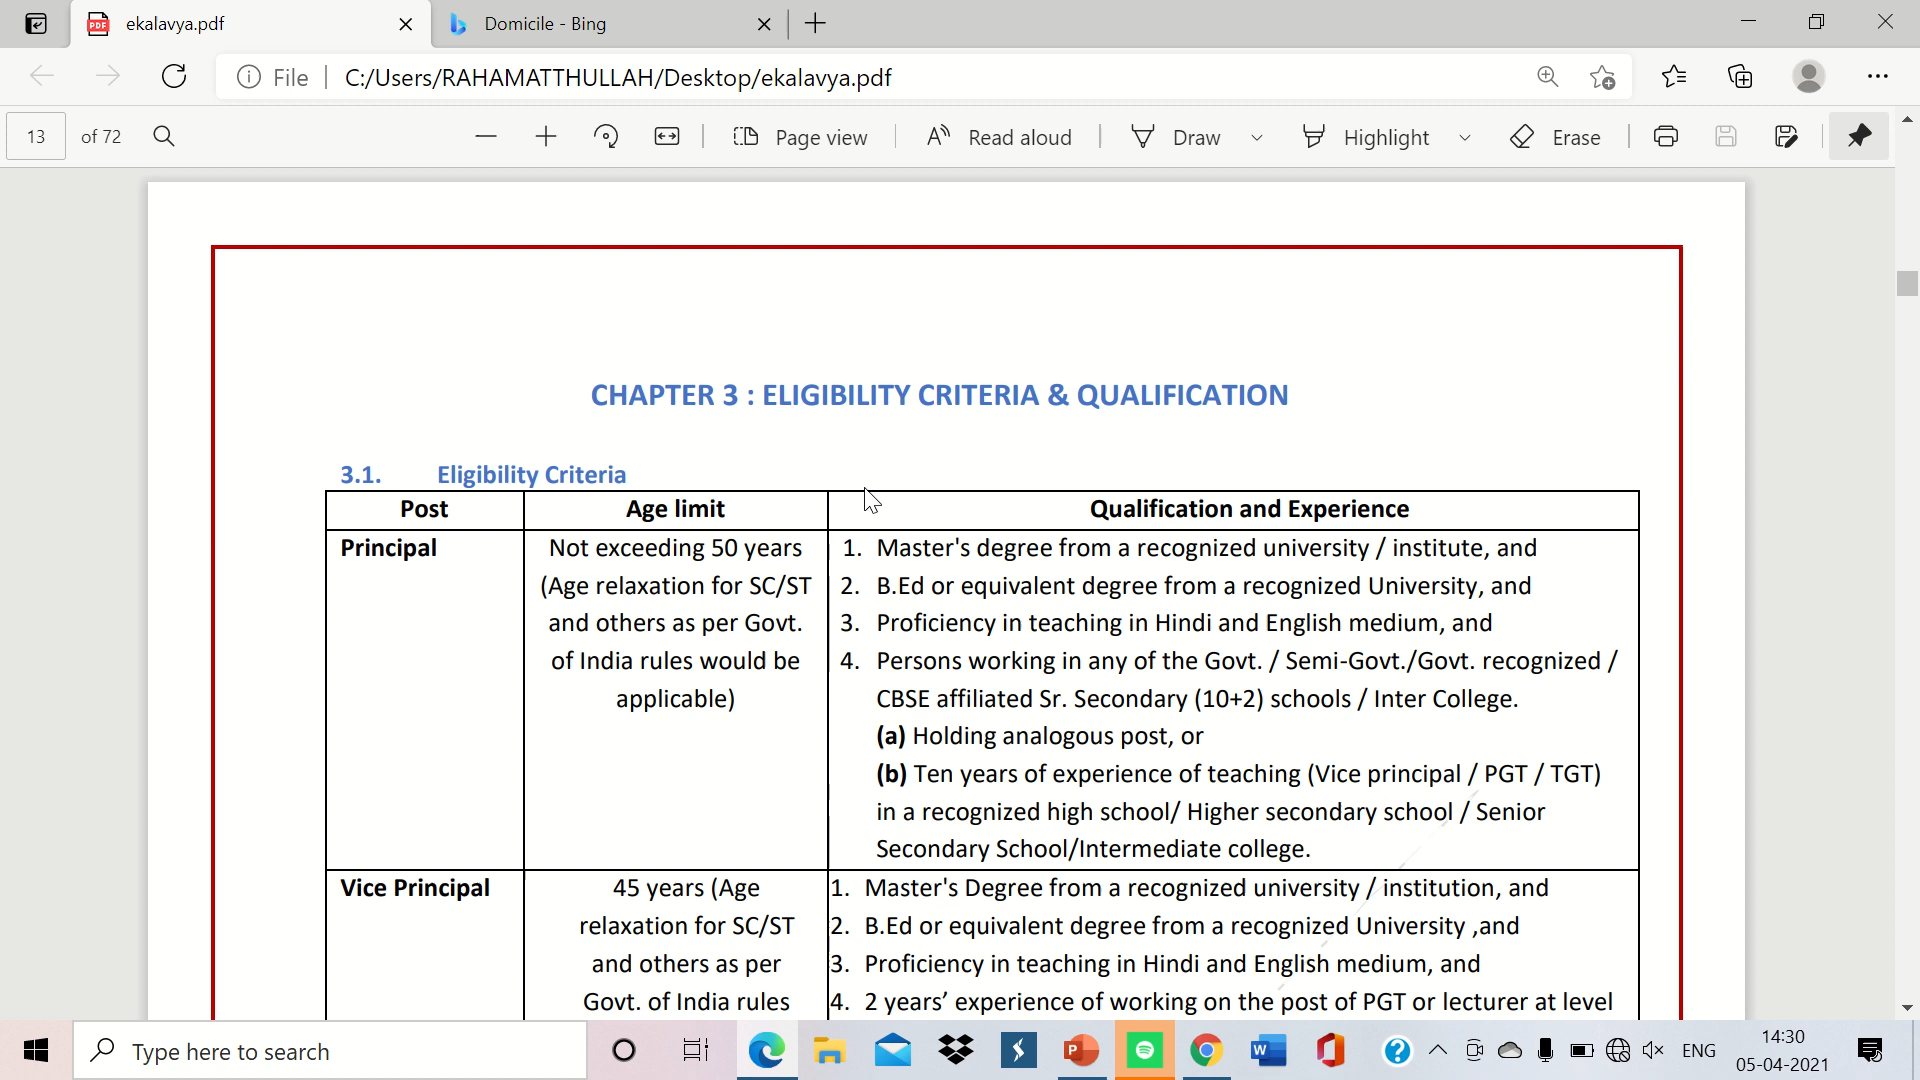 ekalavya.pdf
Domicile - Bing
File | C:/Users/RAHAMATTHULLAH/Desktop/ekalavya.pdf
13 of 72
Page view
Read aloud
Draw
Highlight
Erase
CHAPTER 3 : ELIGIBILITY CRITERIA & QUALIFICATION
3.1. Eligibility Criteria
Post Age limit Qualification and Experience
Principal
Not exceeding 50 years
(Age relaxation for SC/ST
and others as per Govt.
of India rules would be
applicable)
1. Master's degree from a recognized university / institute, and
2. B.Ed or equivalent degree from a recognized University, and
3. Proficiency in teaching in Hindi and English medium, and
4. Persons working in any of the Govt. / Semi-Govt./Govt. recognized /
CBSE affiliated Sr. Secondary (10+2) schools / Inter College.
(a) Holding analogous post, or
(b) Ten years of experience of teaching (Vice principal / PGT / TGT)
in a recognized high school/ Higher secondary school / Senior
Secondary School/Intermediate college.
Vice Principal
45 years (Age
relaxation for SC/ST
and others as per
Govt. of India rules
1. Master's Degree from a recognized university / institution, and
2. B.Ed or equivalent degree from a recognized University ,and
3. Proficiency in teaching in Hindi and English medium, and
4. 2 years’ experience of working on the post of PGT or lecturer at level
Type here to search
ENG
14:30
05-04-2021